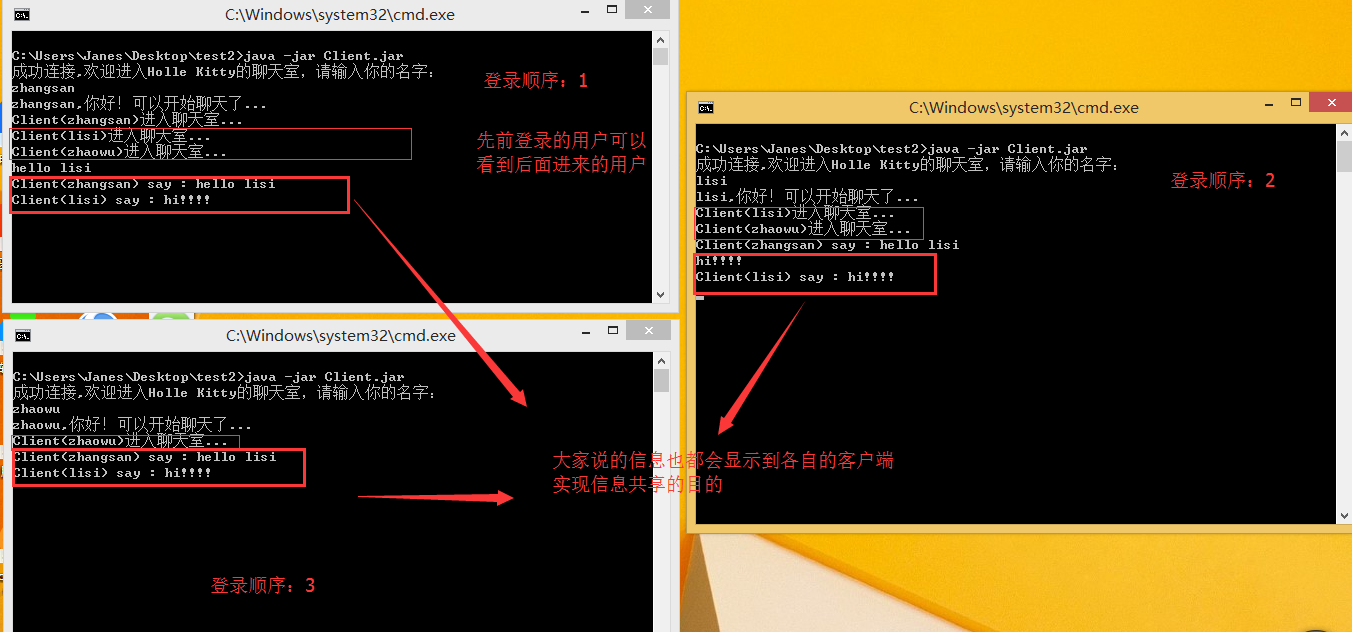 C:\Windows\system32\cmd.exe
C:\Users\Janes\Desktop\test2>java -jar Client.jar
成功连接,欢迎进入Holle Kitty的聊天室，请输入你的名字：
zhangsan
zhangsan,你好！可以开始聊天了...
Client(zhangsan)进入聊天室...
Client(lisi)进入聊天室...
Client(zhaowu)进入聊天室...
hello lisi
Client(zhangsan) say : hello lisi
Client(lisi) say : hi!!!!
登录顺序：1
先前登录的用户可以
看到后面进来的用户
C:\Windows\system32\cmd.exe
C:\Users\Janes\Desktop\test2>java -jar Client.jar
成功连接,欢迎进入Holle Kitty的聊天室，请输入你的名字：
lisi
lisi,你好！可以开始聊天了...
Client(lisi)进入聊天室...
Client(zhaowu)进入聊天室...
Client(zhangsan) say : hello lisi
hi!!!!
Client(lisi) say : hi!!!!
登录顺序：2
C:\Windows\system32\cmd.exe
C:\Users\Janes\Desktop\test2>java -jar Client.jar
成功连接,欢迎进入Holle Kitty的聊天室，请输入你的名字：
zhaowu
zhaowu,你好！可以开始聊天了...
Client(zhaowu)进入聊天室...
Client(zhangsan) say : hello lisi
Client(lisi) say : hi!!!!
大家说的信息也都会显示到各自的客户端
实现信息共享的目的
登录顺序：3